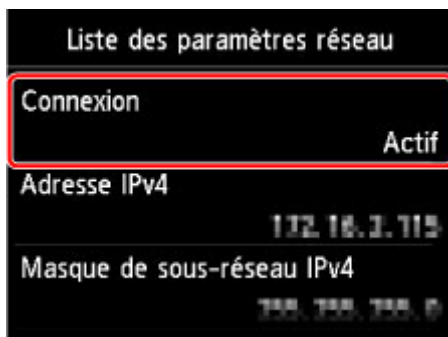 Liste des paramètres réseau
Connexion
Actif
Adresse IPv4
Masque de sous-réseau IPv4